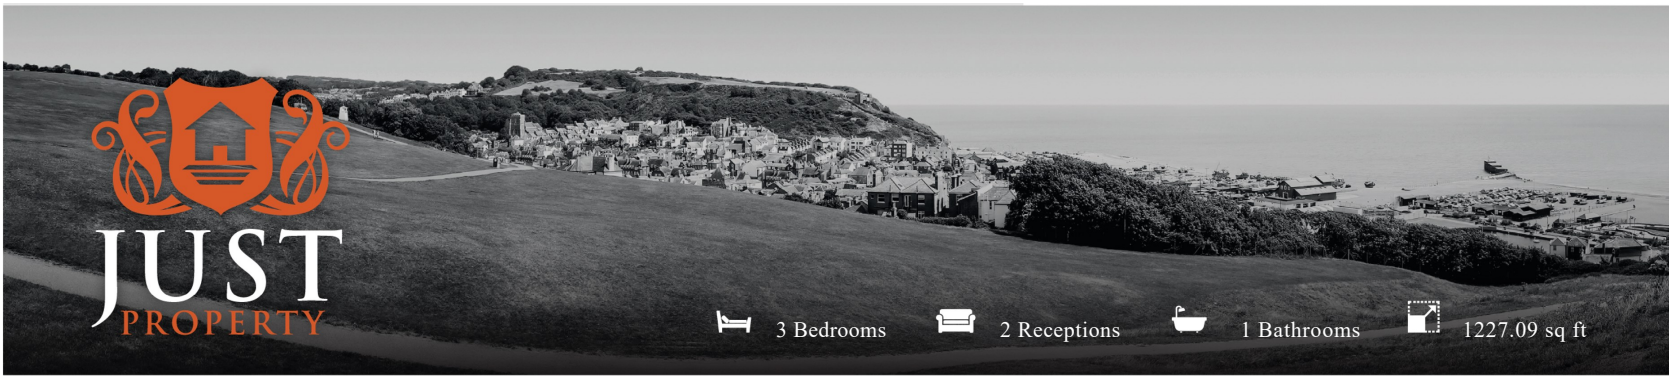 JUST
PROPERTY
3 Bedrooms
2 Receptions
1 Bathrooms
1227.09 sq ft